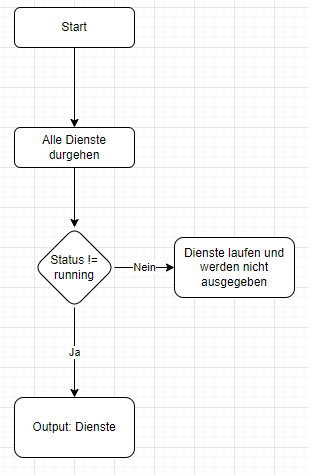 Start
Alle Dienste
durgehen
Status !=
running
Nein
Dienste laufen und
werden nicht
ausgegeben
Ja
Output: Dienste